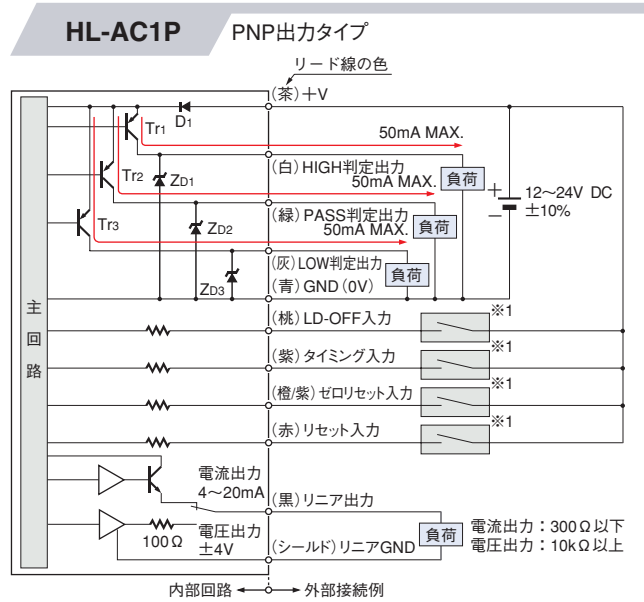 HL-AC1P PNP出力タイプ
リード線の色
(茶)+V
D1
Tr1
50mA MAX.
(白)HIGH判定出力
Tr2
ZD1
50mA MAX.
負荷
+
−
12〜24V DC
±10%
(緑)PASS判定出力
Tr3
ZD2
50mA MAX.
負荷
(灰)LOW判定出力
ZD3
負荷
(青)GND(0V)
主回路
(桃)LD-OFF入力
※1
(紫)タイミング入力
※1
(橙/紫)ゼロリセット入力
※1
(赤)リセット入力
※1
電流出力
4〜20mA
(黒)リニア出力
100Ω
電圧出力
±4V
(シールド)リニアGND
負荷
電流出力:300Ω以下
電圧出力:10kΩ以上
内部回路
外部接続例